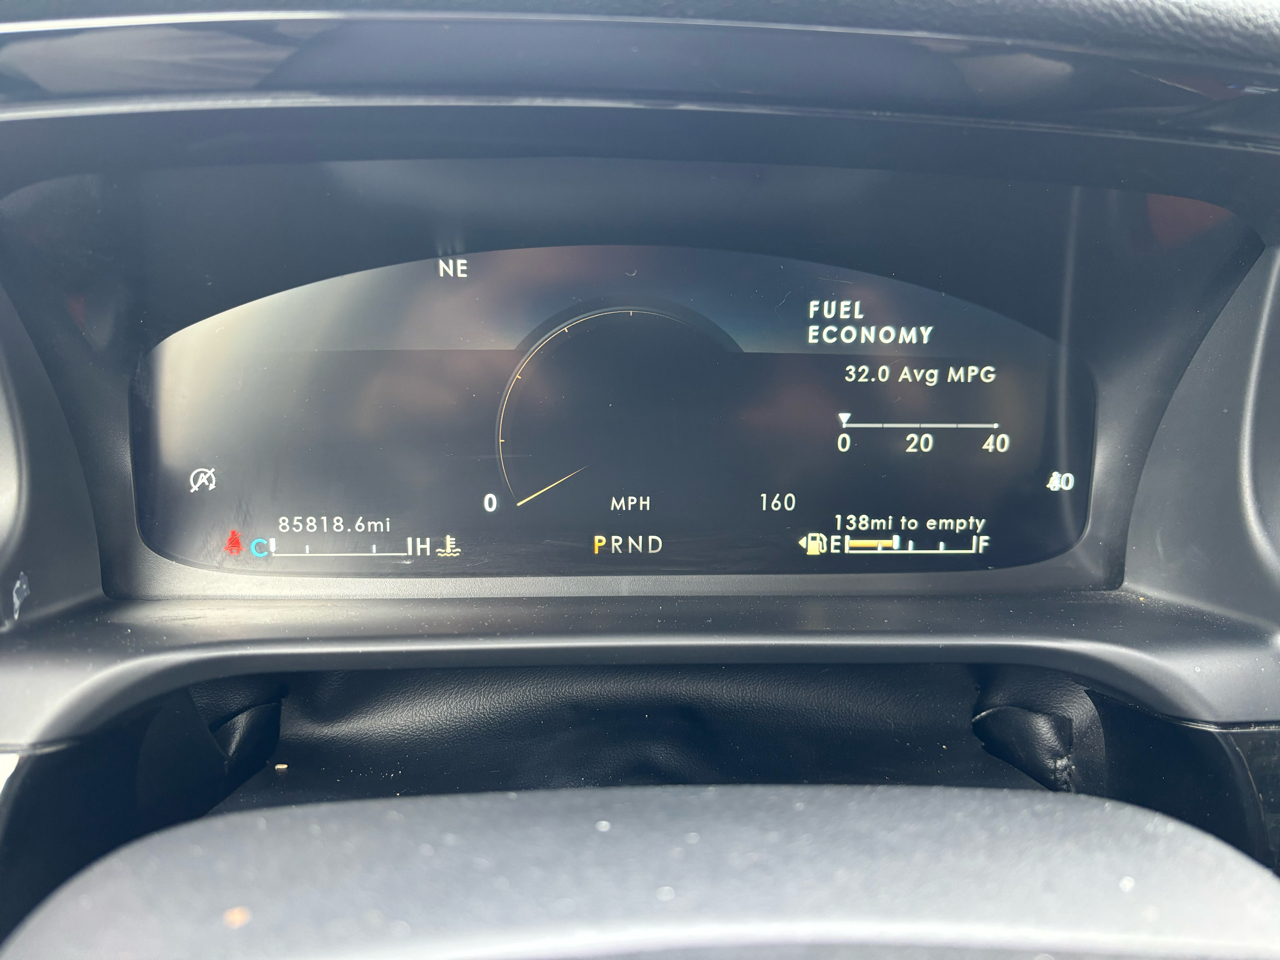 NE
FUEL
ECONOMY
32.0 Avg MPG
0 20 40
0 MPH 160
85818.6mi
138mi to empty
C H
PRND
E F